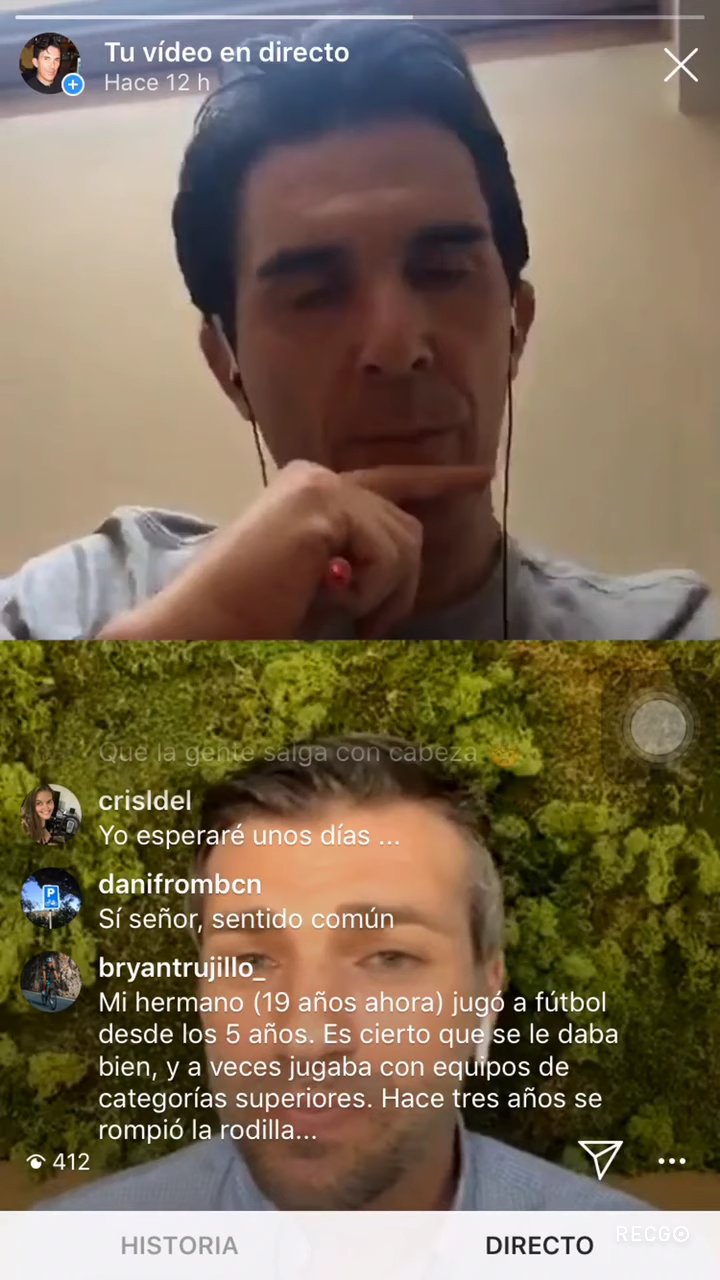 Tu vídeo en directo
Hace 12 h
Que la gente salga con cabeza
crisldel
Yo esperaré unos días ...
danifrombcn
Sí señor, sentido común
P
bryantrujillo_
Mi hermano (19 años ahora) jugó a fútbol
desde los 5 años. Es cierto que se le daba
bien, y a veces jugaba con equipos de
categorías superiores. Hace tres años se
rompió la rodilla...
412
HISTORIA
DIRECTO
RECGO